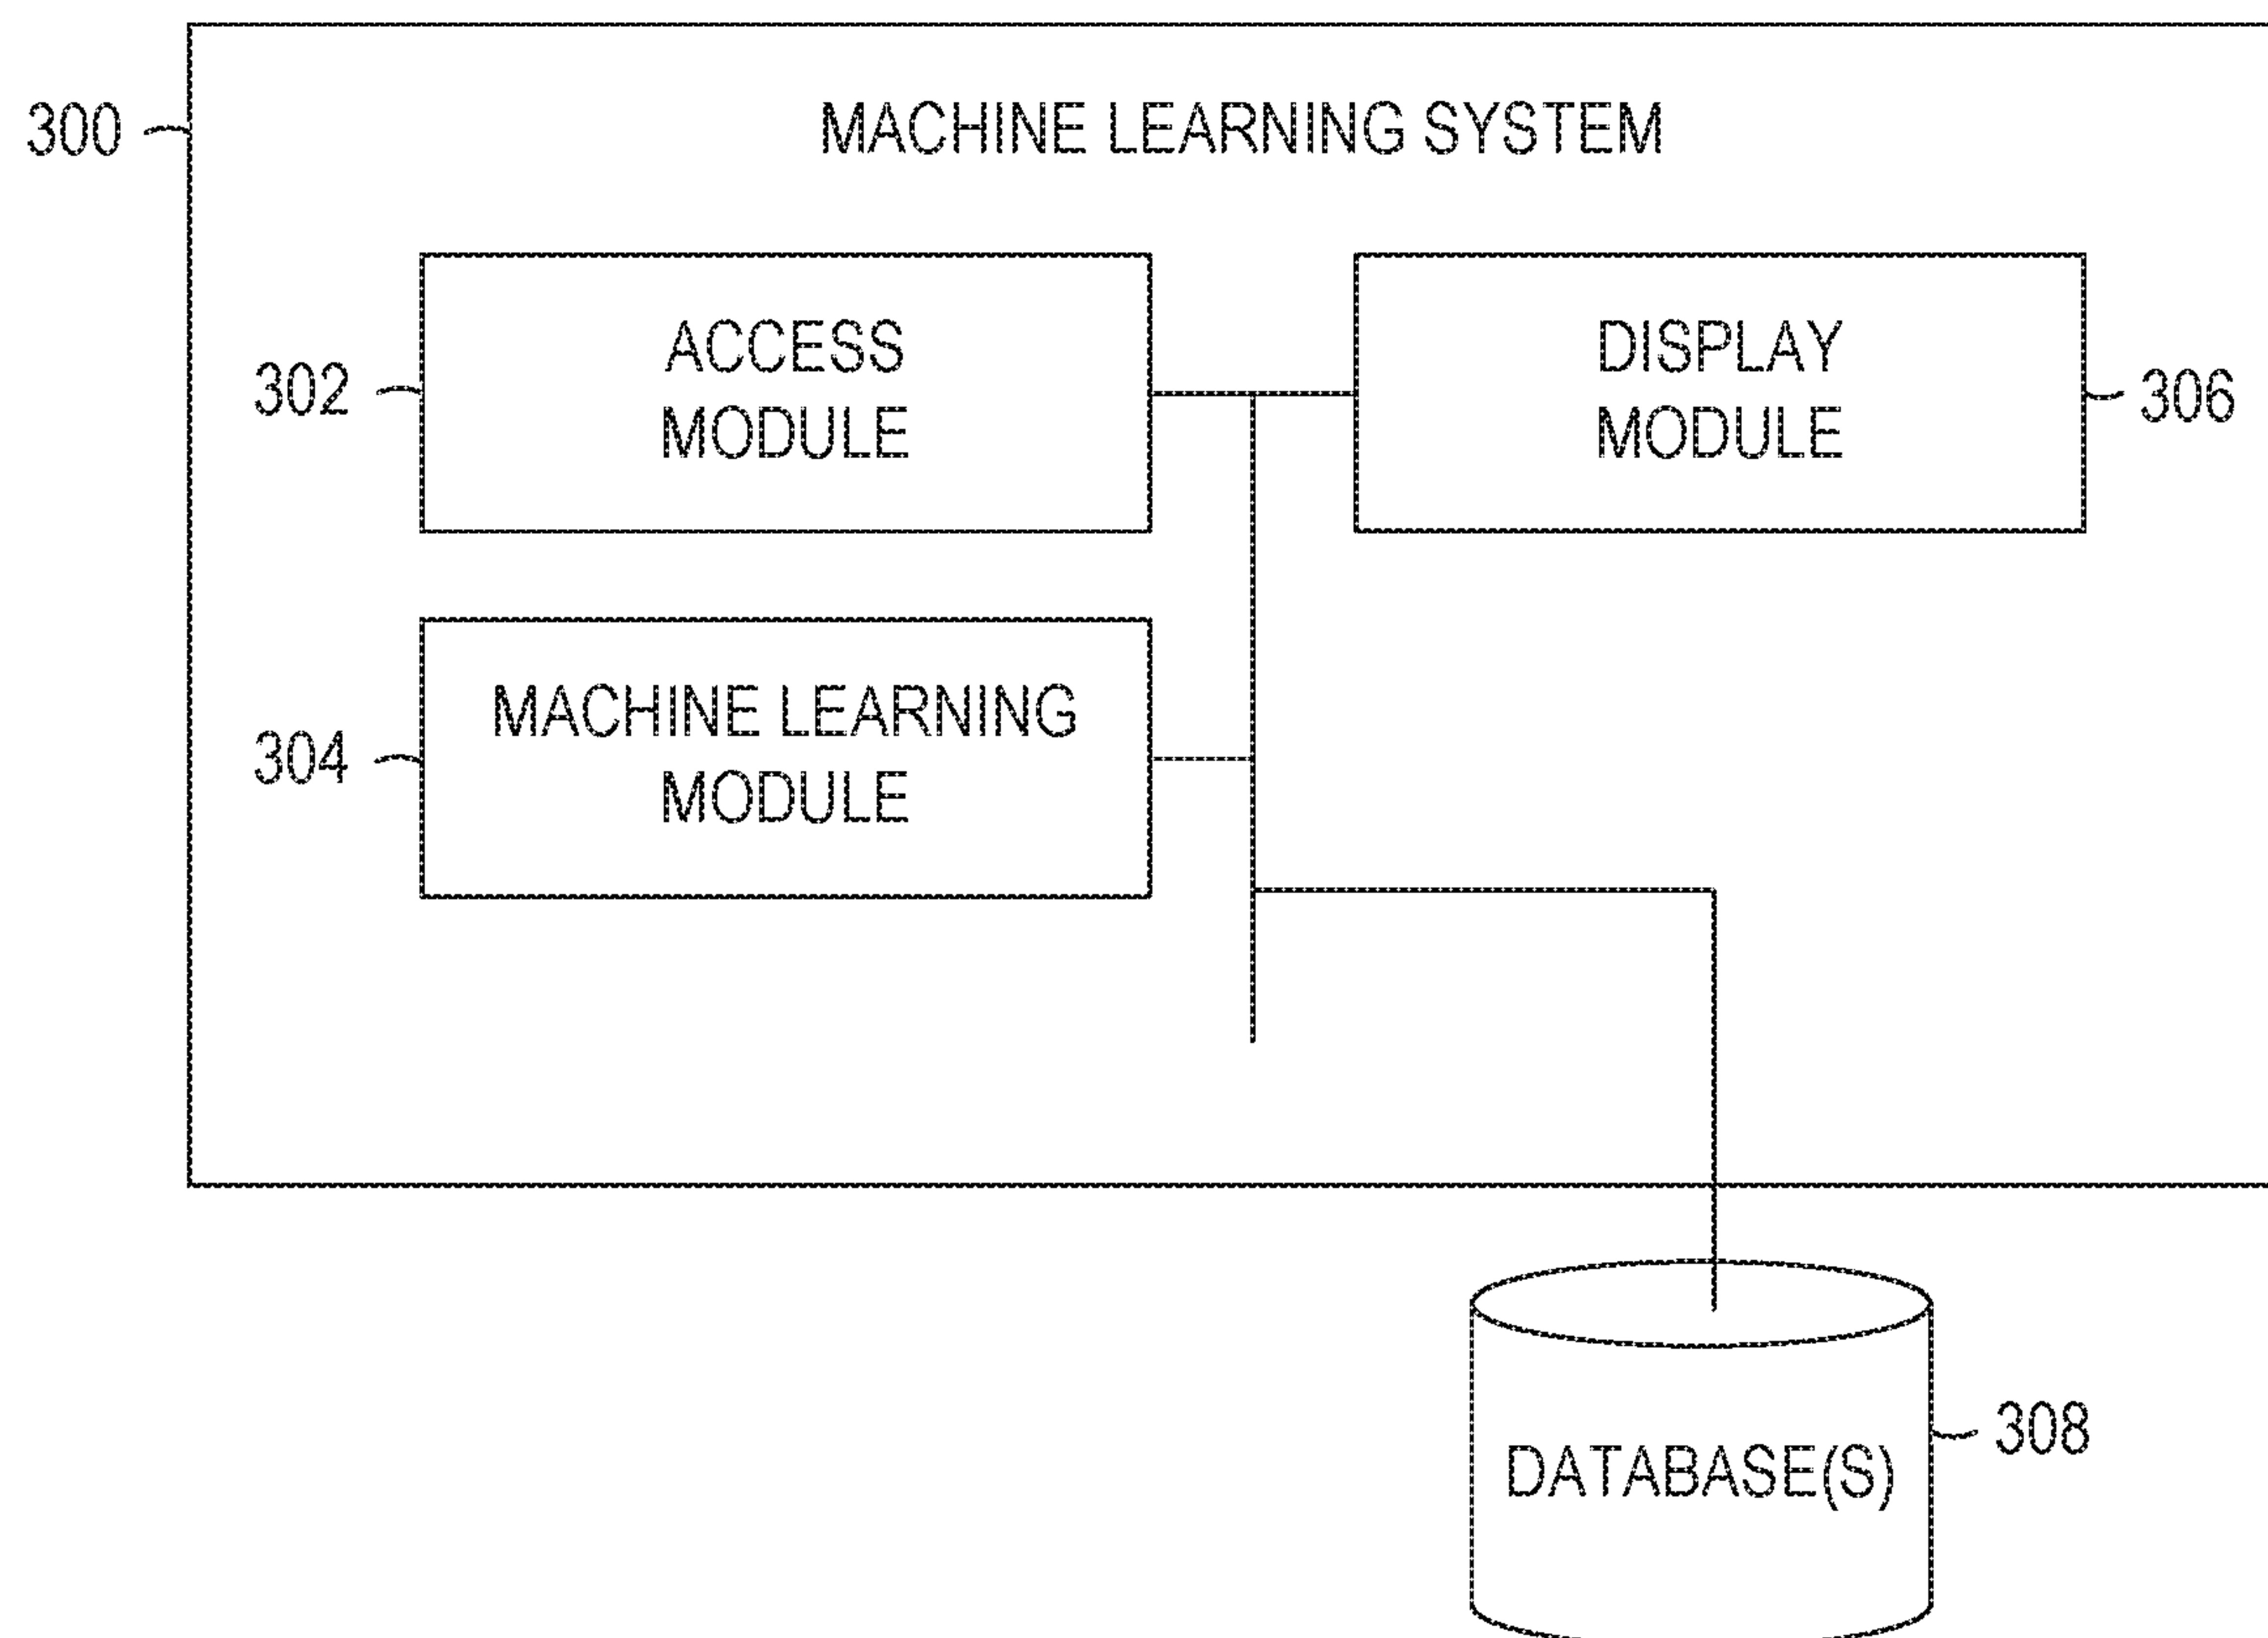 300
MACHINE LEARNING SYSTEM
302
ACCESS
MODULE
DISPLAY
MODULE
306
304
MACHINE LEARNING
MODULE
DATABASE(S)
308